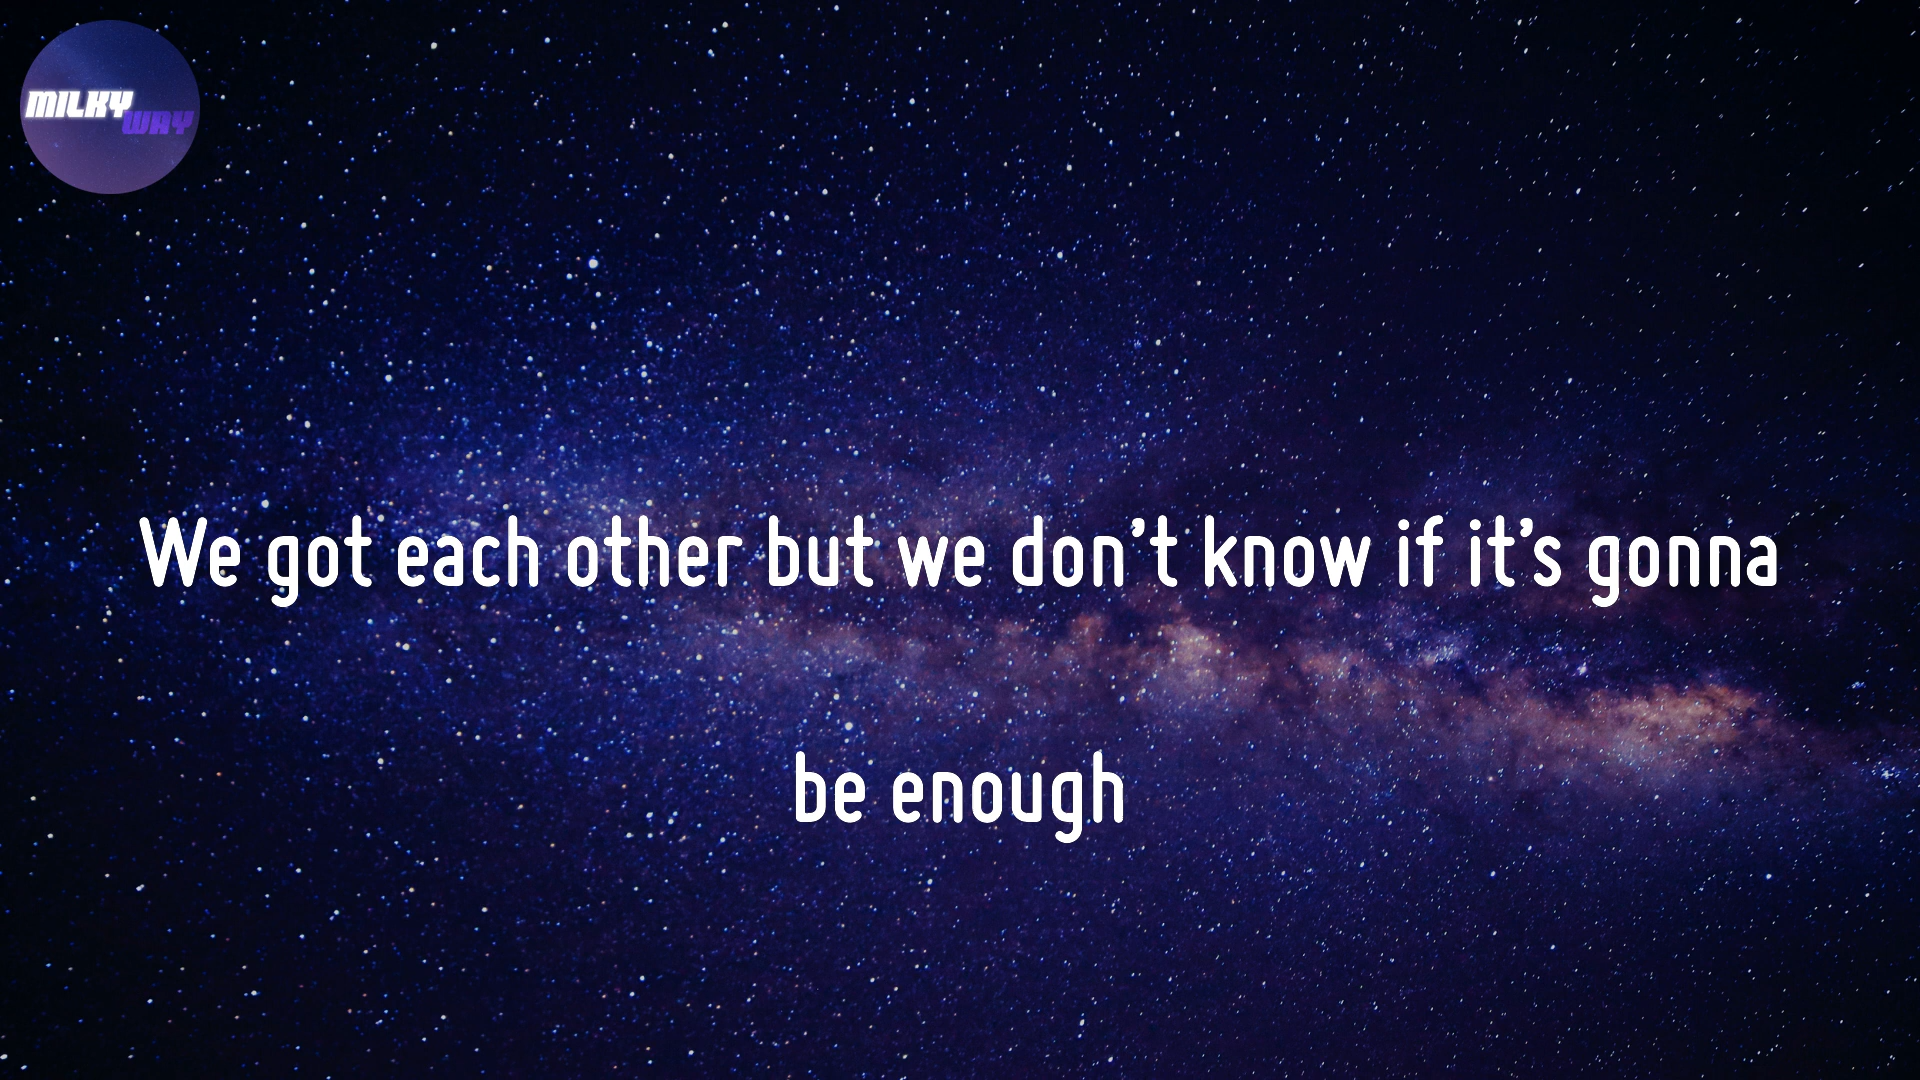 MILKY
WAY
We got each other but we don’t know if it’s gonna
be enough